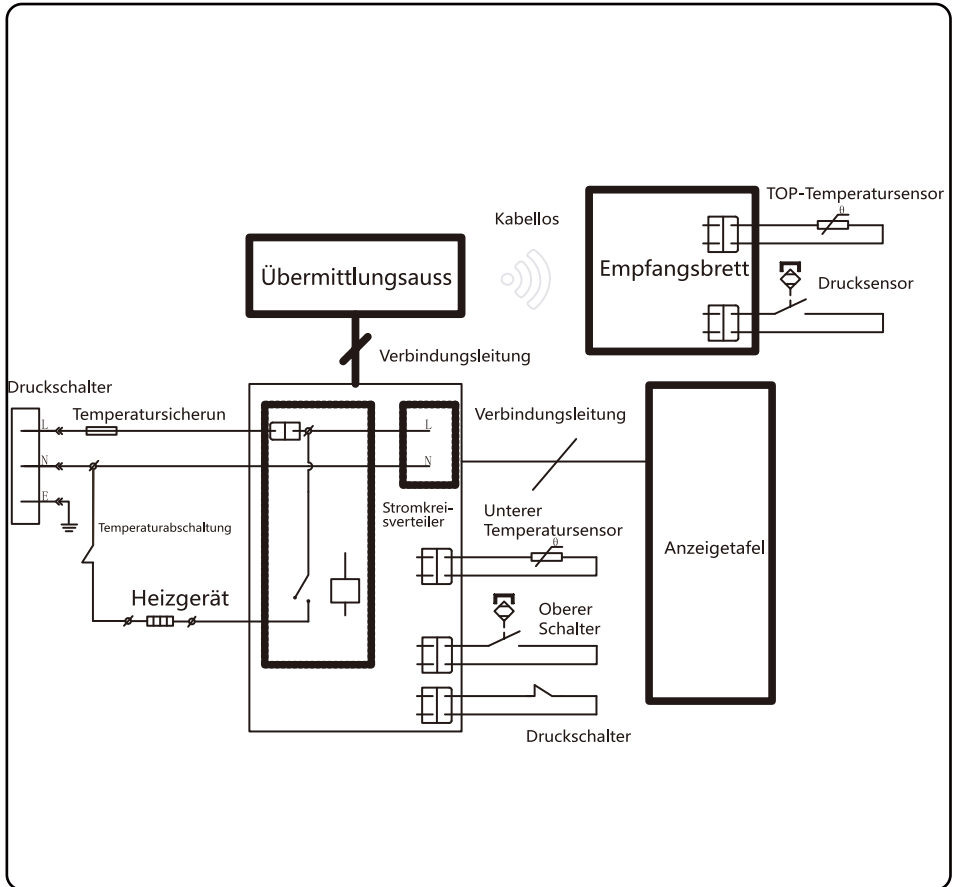 TOP-Temperatursensor
θ
Kabellos
Empfangsbrett
Übermittlungsauss
Drucksensor
Verbindungsleitung
Druckschalter
Temperatursicherun
Verbindungsleitung
L
L
N
N
E
Stromkrei-
sverteiler
Unterer
Temperatursensor
θ
Temperaturabschaltung
Anzeigetafel
Heizgerät
Oberer
Schalter
Druckschalter